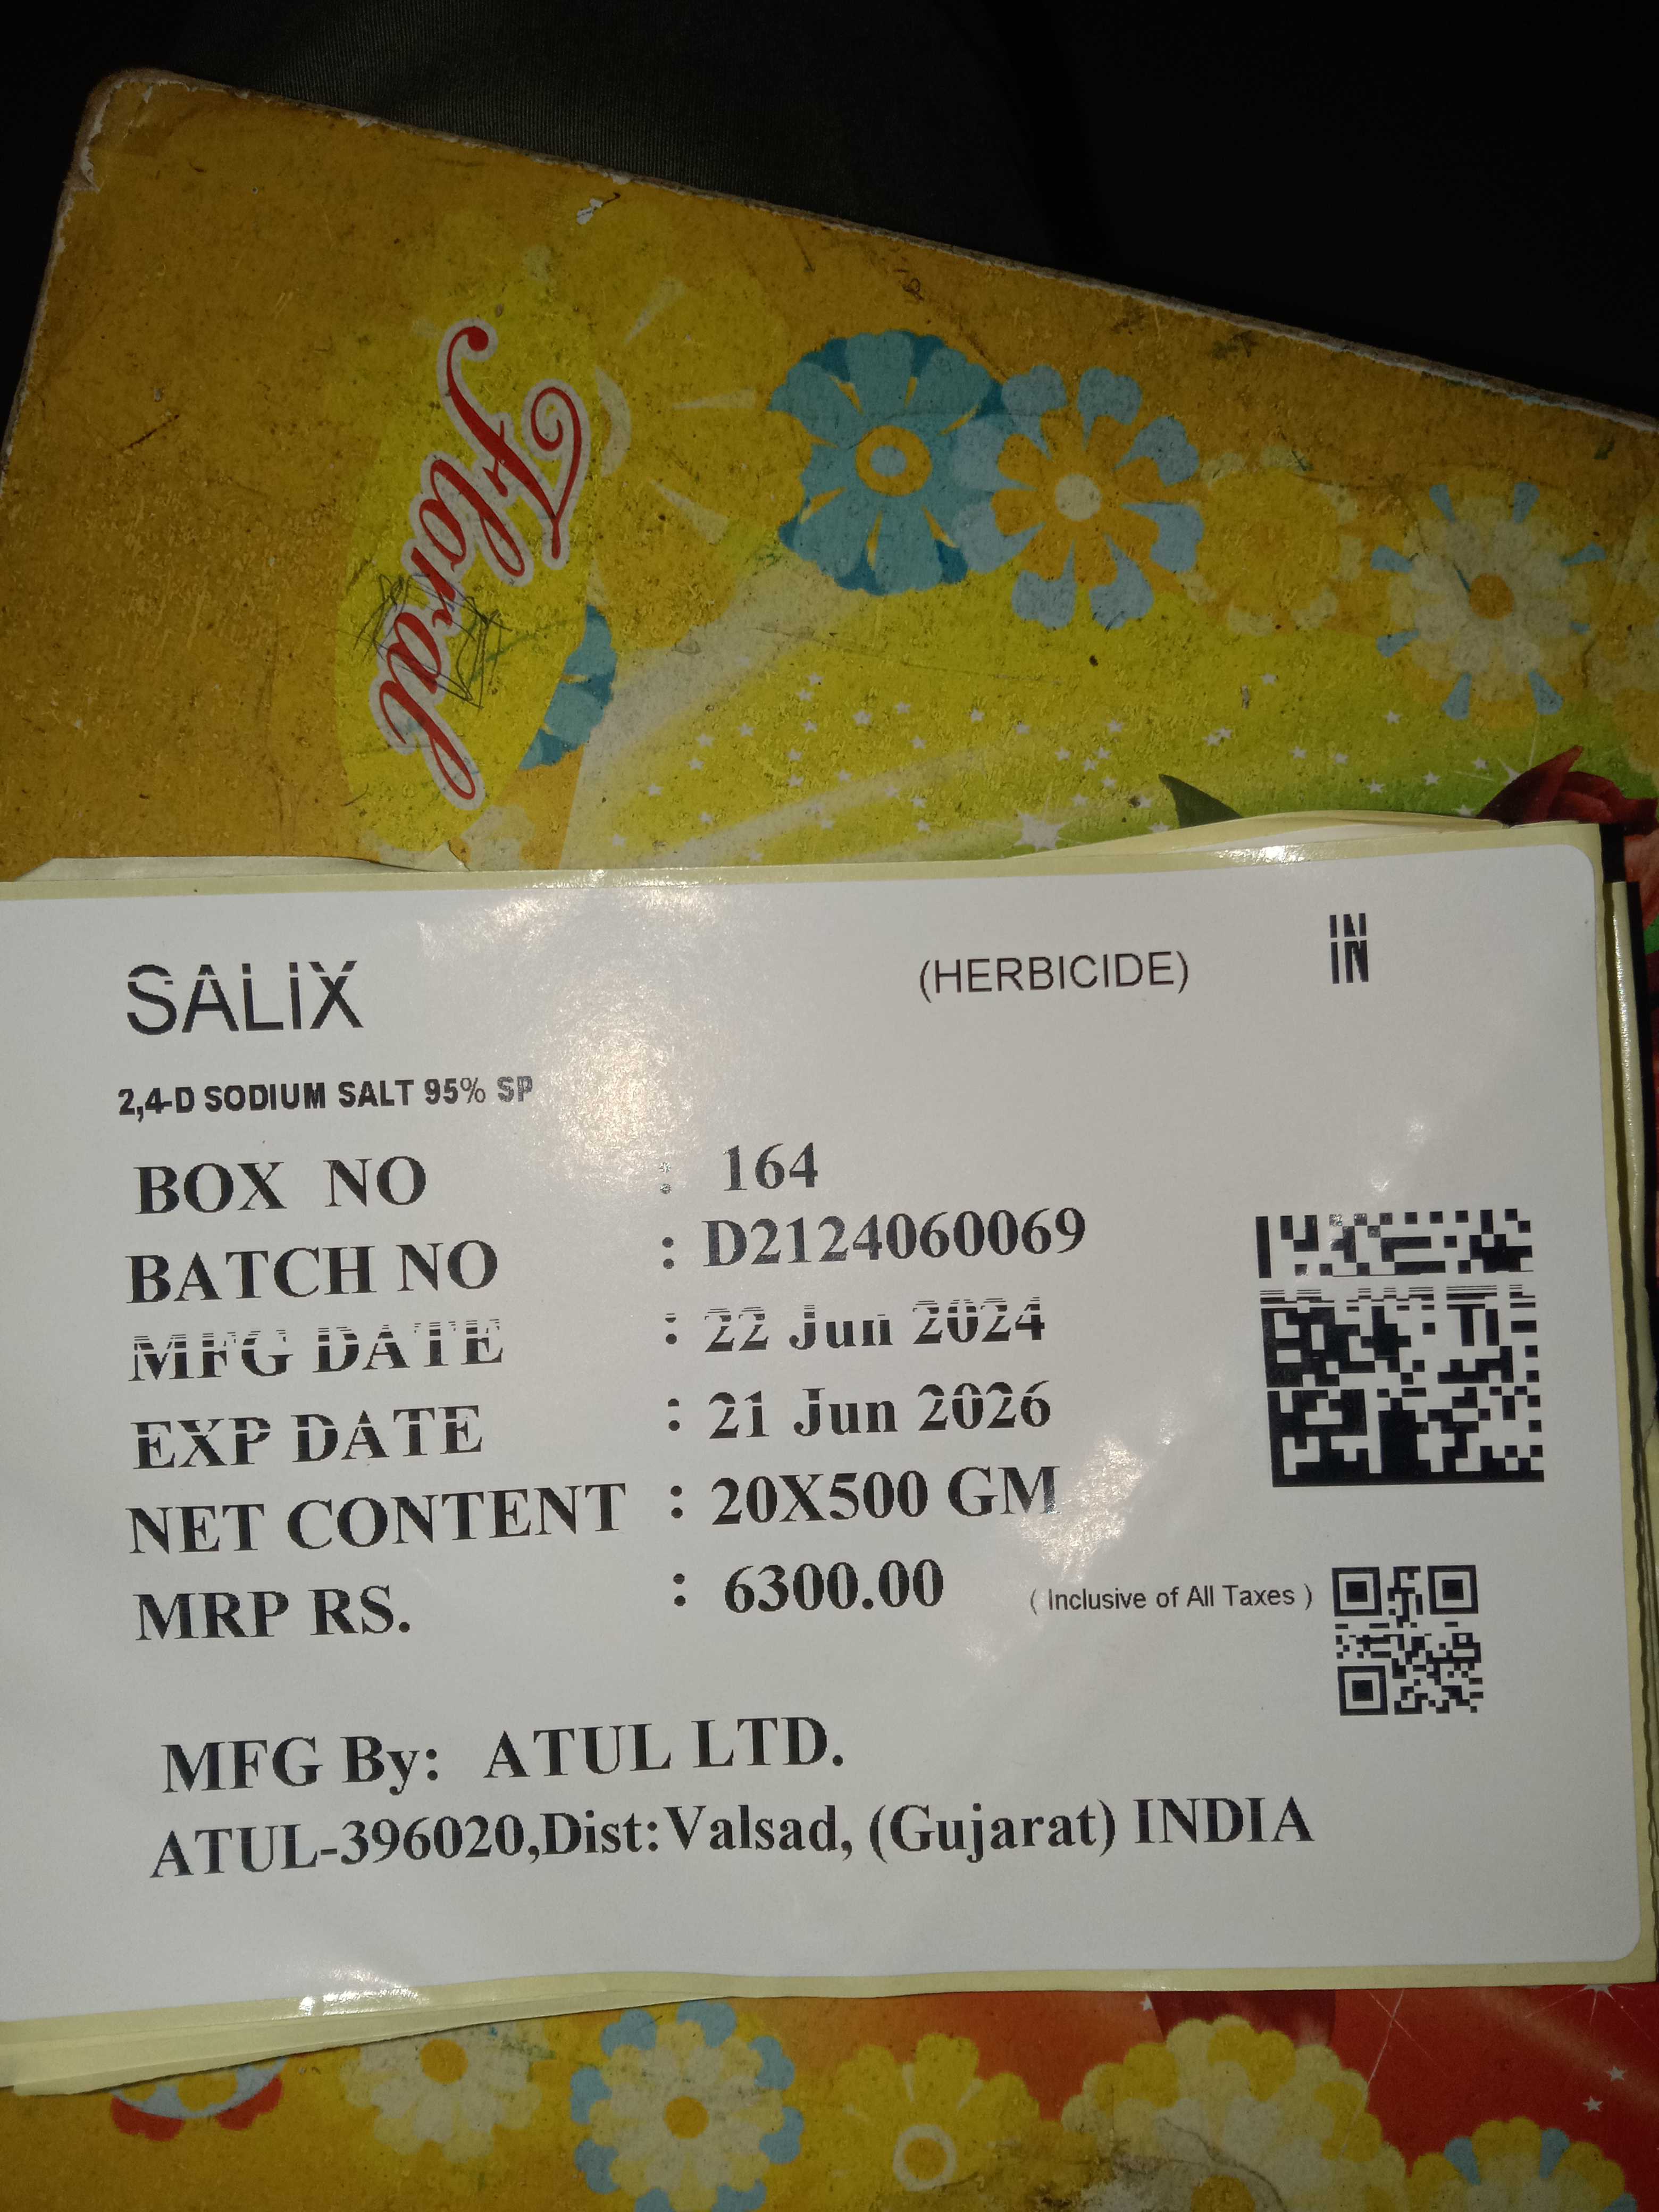 Floral
SALIX (HERBICIDE) IN
2,4-D SODIUM SALT 95% SP
BOX NO : 164
BATCH NO : D2124060069
MFG DATE : 22 Jun 2024
EXP DATE : 21 Jun 2026
NET CONTENT : 20X500 GM
MRP RS. : 6300.00 ( Inclusive of All Taxes )
MFG By: ATUL LTD.
ATUL-396020,Dist:Valsad, (Gujarat) INDIA